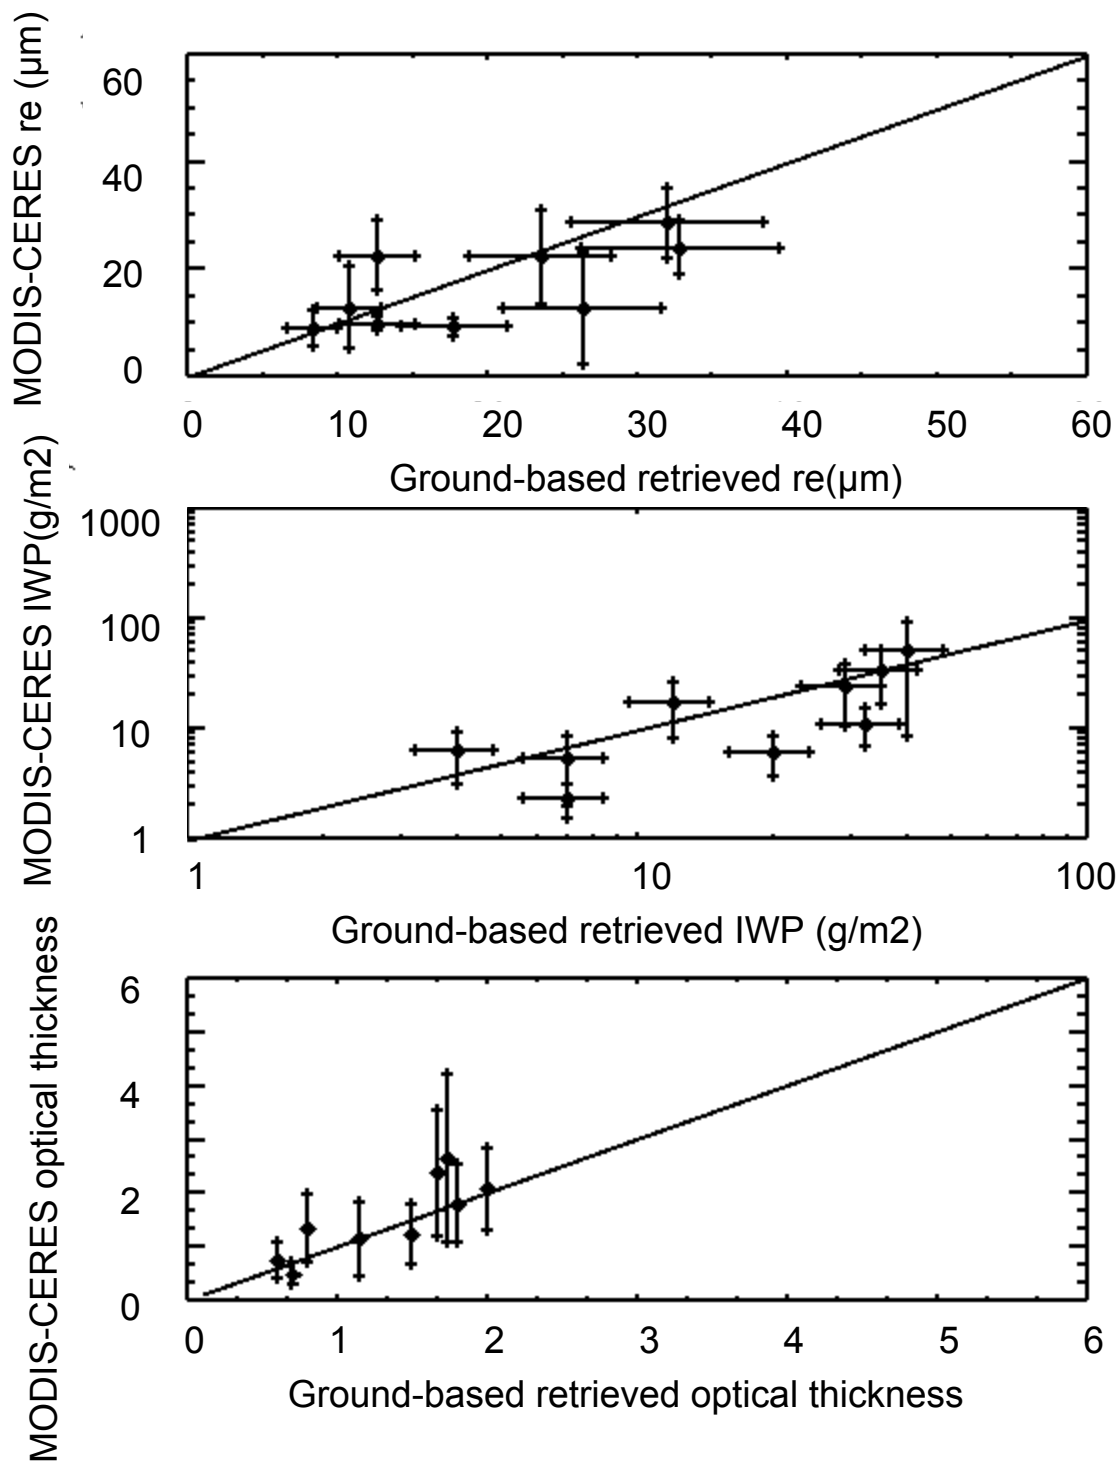 MODIS-CERES re (μm)
60
40
20
0
0 10 20 30 40 50 60
Ground-based retrieved re(μm)
MODIS-CERES IWP(g/m2)
1000
100
10
1
1 10 100
Ground-based retrieved IWP (g/m2)
MODIS-CERES optical thickness
6
4
2
0
0 1 2 3 4 5 6
Ground-based retrieved optical thickness